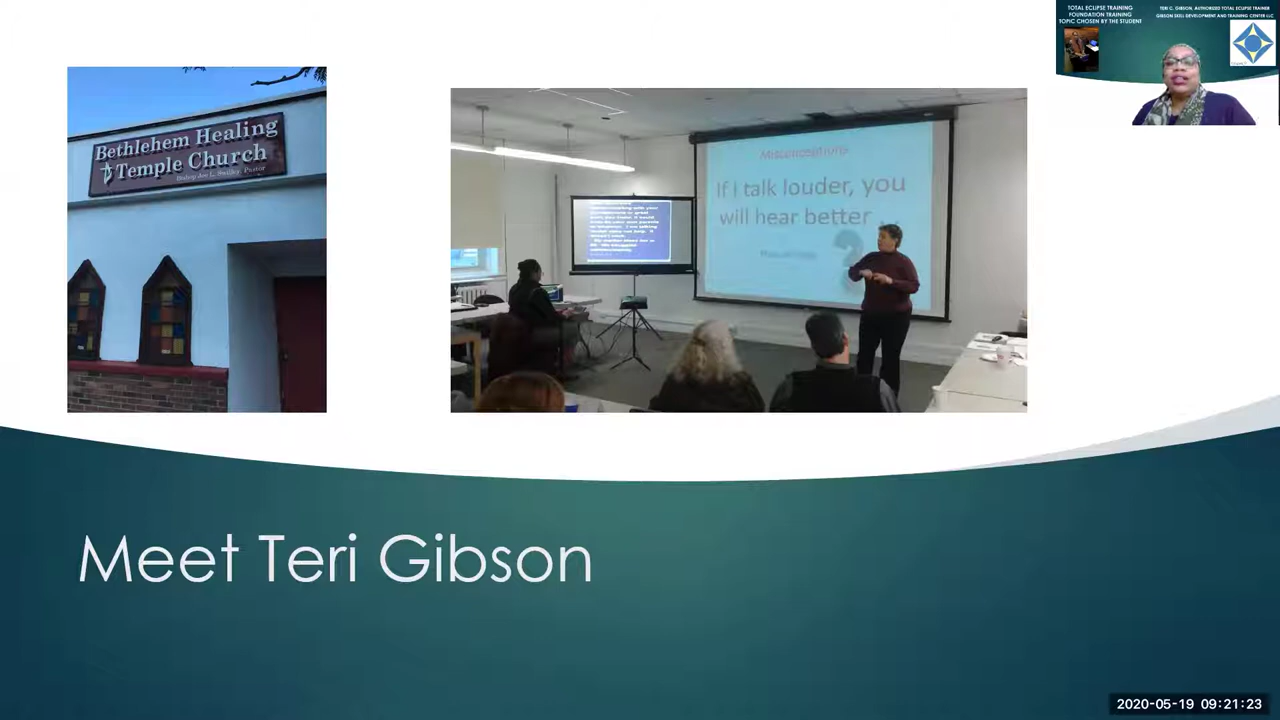 TOTAL ECLIPSE TRAINING
FOUNDATION TRAINING
TOPIC CHOSEN BY THE STUDENT
TERI C. GIBSON, AUTHORIZED TOTAL ECLIPSE TRAINER
GIBSON SKILL DEVELOPMENT AND TRAINING CENTER LLC
Bethlehem Healing
Temple Church
Pastor
Misconceptions
If I talk louder, you
will hear better ...
Meet Teri Gibson
2020-05-19 09:21:23